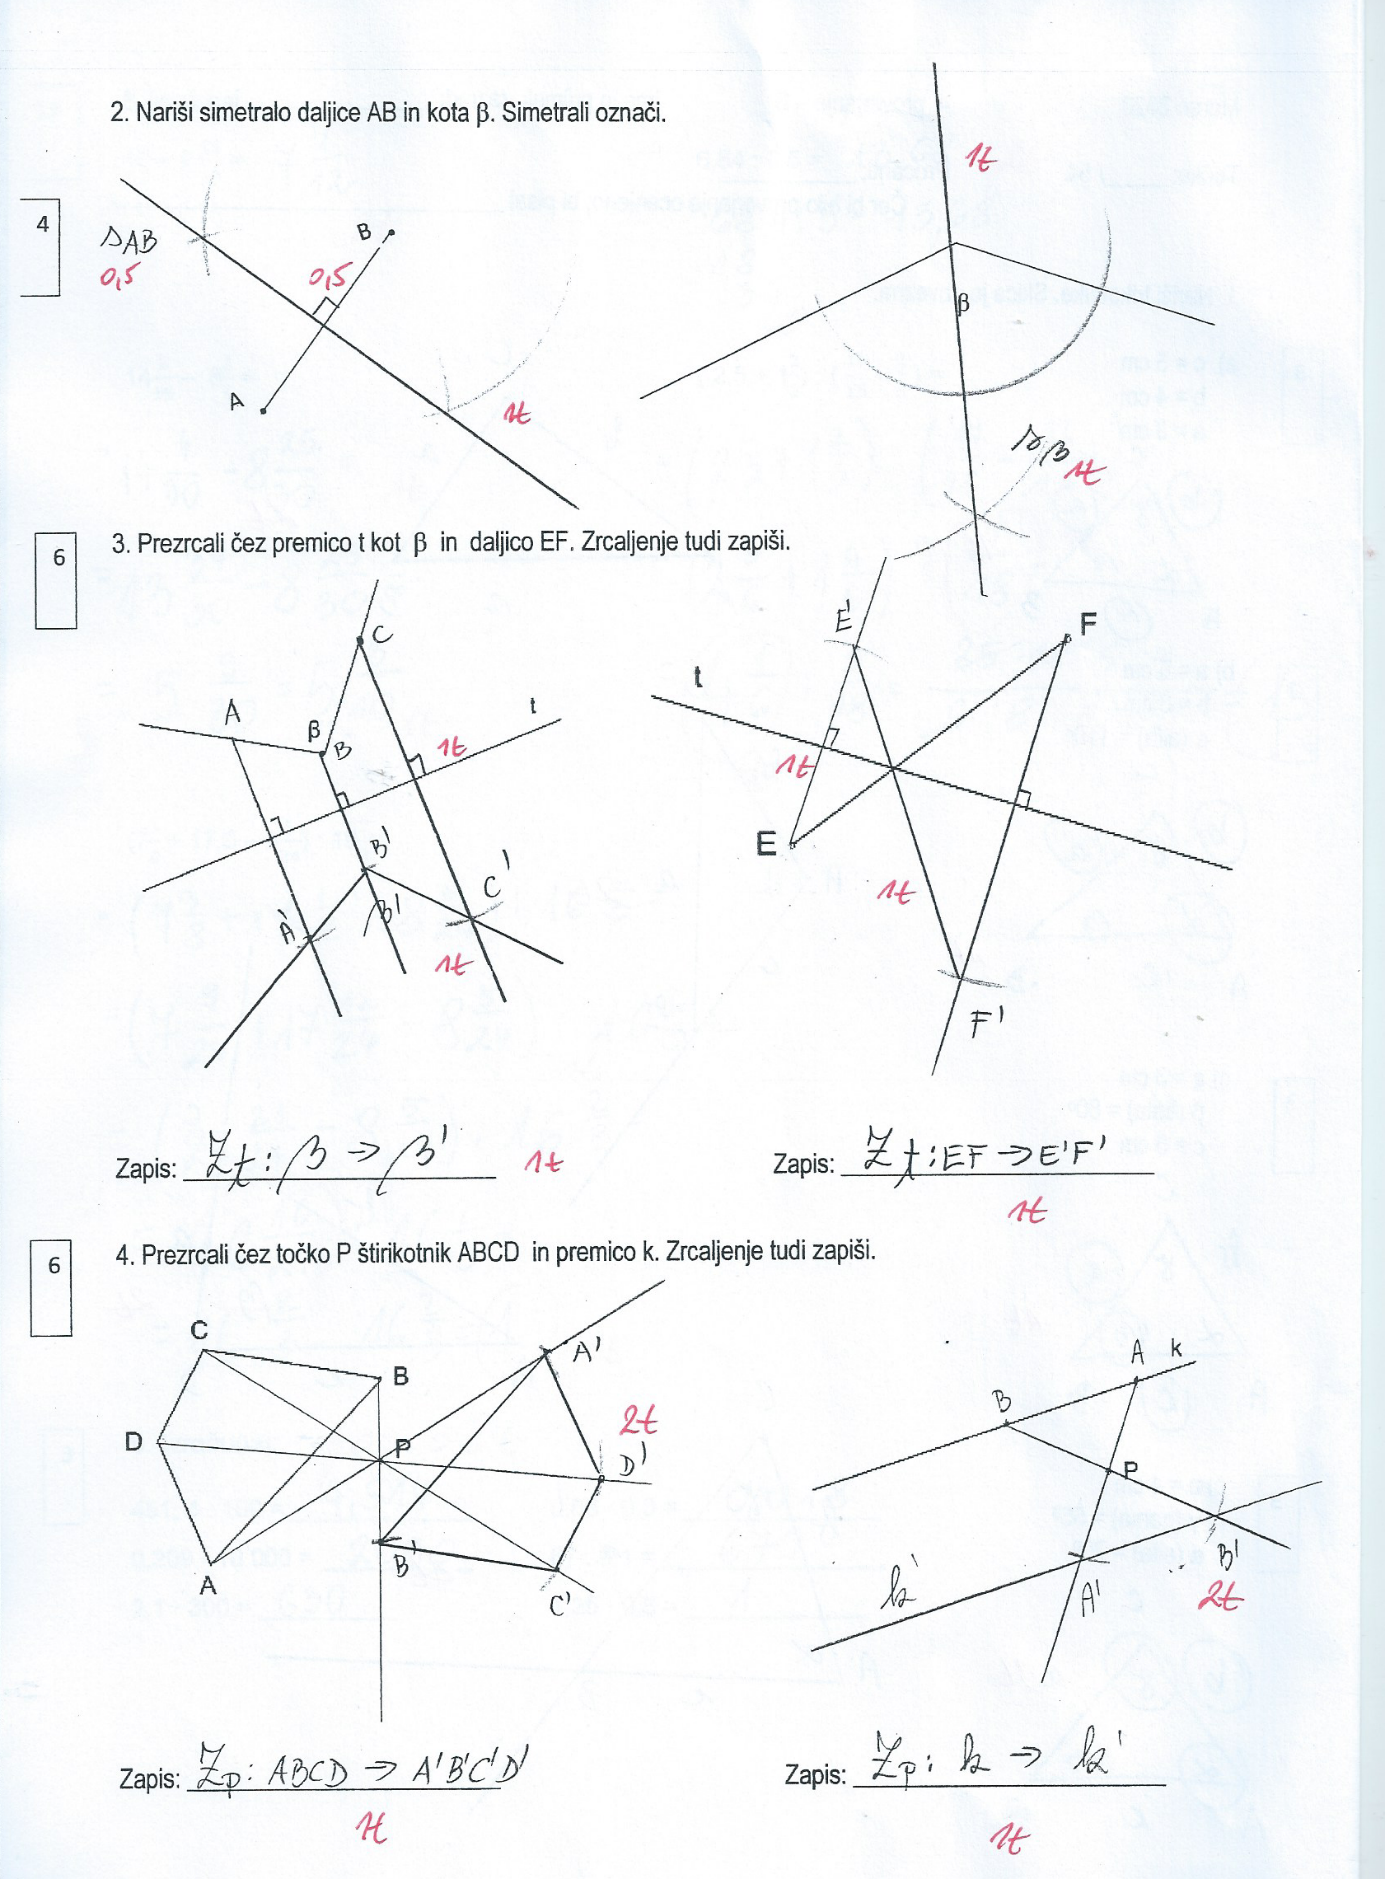 2. Nariši simetralo daljice AB in kota β. Simetrali označi.
1t
4
sAB
B
0,5
0,5
β
A
1t
sβ
1t
6
3. Prezrcali čez premico t kot β in daljico EF. Zrcaljenje tudi zapiši.
E'
F
C
t
A
t
β
B
1t
1t
E
B'
C'
1t
β'
A'
1t
F'
Zapis: Zt: β → β'
1t
Zapis: Zt: EF → E'F'
1t
6
4. Prezrcali čez točko P štirikotnik ABCD in premico k. Zrcaljenje tudi zapiši.
C
A'
A
k
B
B
2t
D
P
D'
P
B'
B'
A
C'
k'
A'
2t
Zapis: Zp: ABCD → A'B'C'D'
1t
Zapis: Zp: k → k'
1t